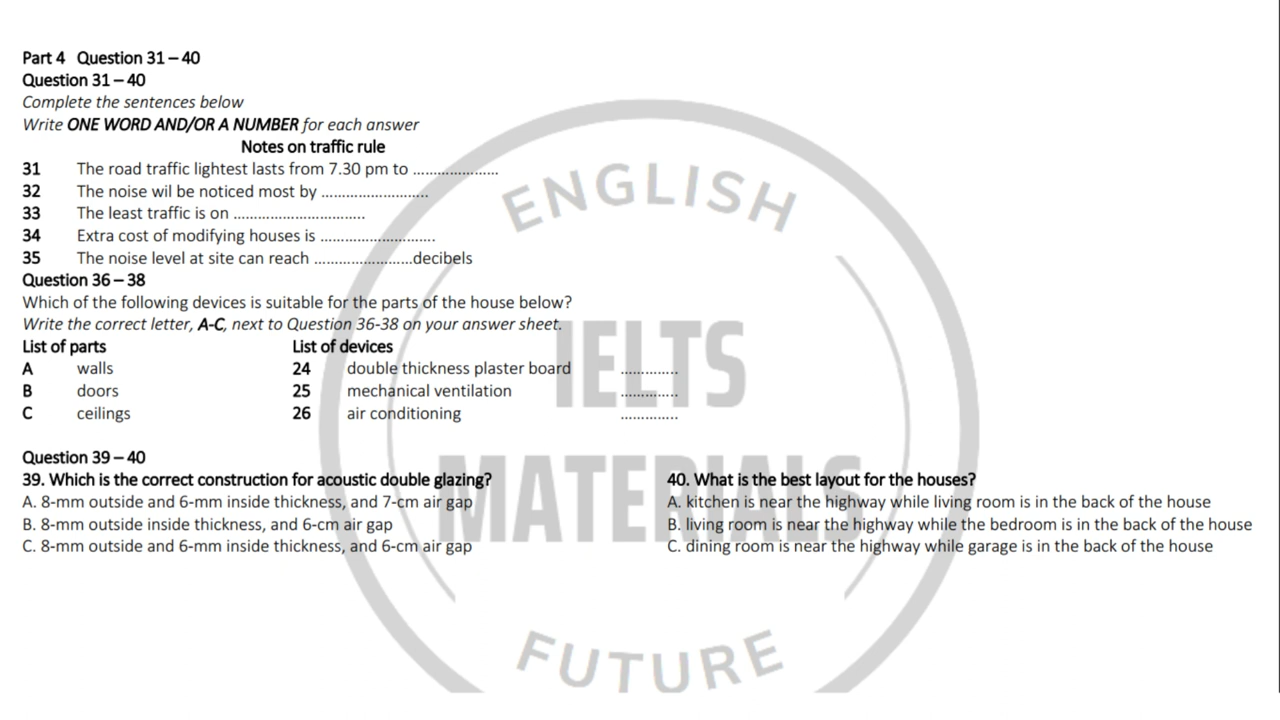 Part 4 Question 31 – 40
Question 31 – 40
Complete the sentences below
Write ONE WORD AND/OR A NUMBER for each answer
Notes on traffic rule
31 The road traffic lightest lasts from 7.30 pm to .....................
32 The noise wil be noticed most by ..........................
33 The least traffic is on ................................
34 Extra cost of modifying houses is ............................
35 The noise level at site can reach ........................decibels
Question 36 – 38
Which of the following devices is suitable for the parts of the house below?
Write the correct letter, A-C, next to Question 36-38 on your answer sheet.
List of parts List of devices
A walls 24 double thickness plaster board ..............
B doors 25 mechanical ventilation ..............
C ceilings 26 air conditioning ..............
Question 39 – 40
39. Which is the correct construction for acoustic double glazing?
A. 8-mm outside and 6-mm inside thickness, and 7-cm air gap
B. 8-mm outside inside thickness, and 6-cm air gap
C. 8-mm outside and 6-mm inside thickness, and 6-cm air gap
40. What is the best layout for the houses?
A. kitchen is near the highway while living room is in the back of the house
B. living room is near the highway while the bedroom is in the back of the house
C. dining room is near the highway while garage is in the back of the house
ENGLISH
IELTS
MATERIALS
FUTURE